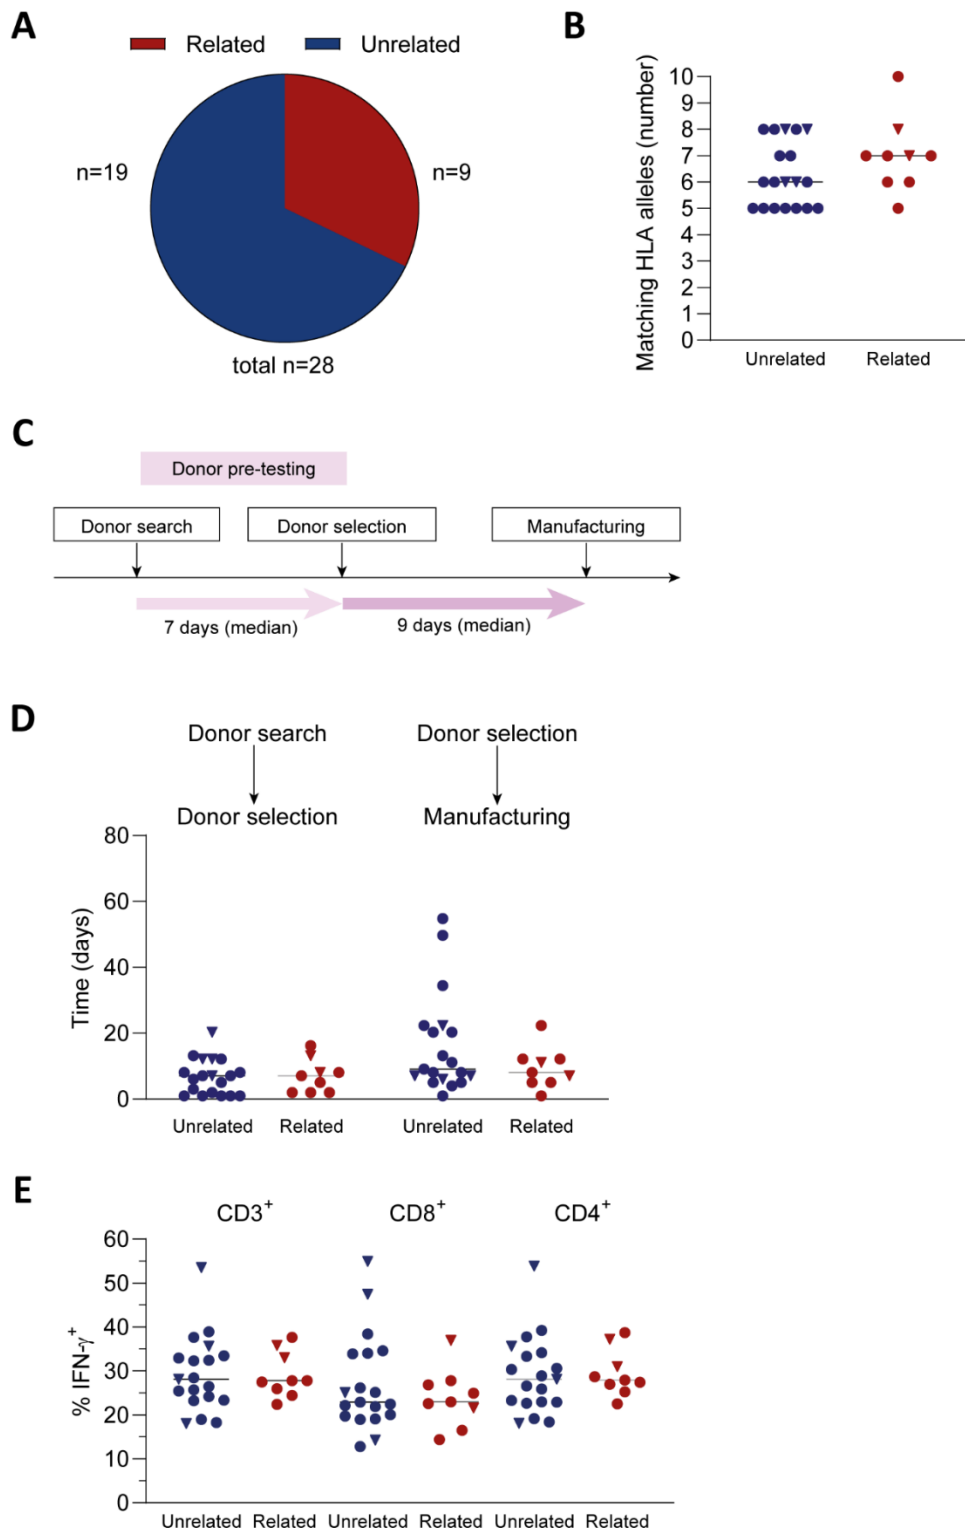 A
Related
Unrelated
n=19
n=9
total n=28
B
Matching HLA alleles (number)
10
9
8
7
6
5
4
3
2
1
0
Unrelated
Related
C
Donor pre-testing
Donor search
Donor selection
Manufacturing
7 days (median)
9 days (median)
D
Donor search
Donor selection
Donor selection
Manufacturing
Time (days)
80
60
40
20
0
Unrelated
Related
Unrelated
Related
E
CD3+
CD8+
CD4+
% IFN-γ+
60
50
40
30
20
10
0
Unrelated
Related
Unrelated
Related
Unrelated
Related